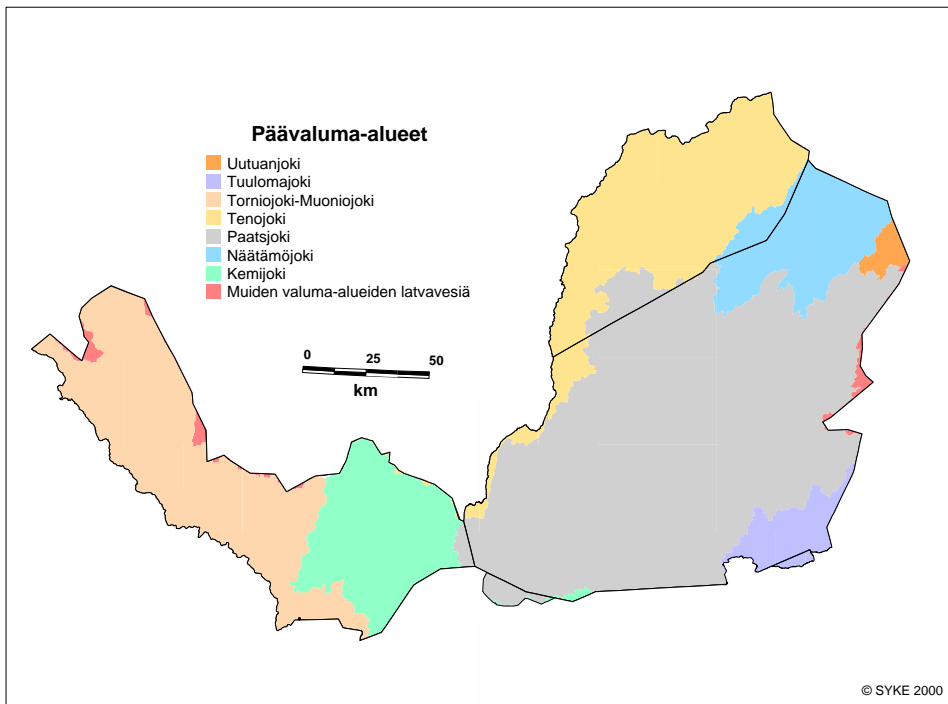 Päävaluma-alueet
Uutuanjoki
Tuulomajoki
Torniojoki-Muoniojoki
Tenojoki
Paatsjoki
Näätämöjoki
Kemijoki
Muiden valuma-alueiden latvavesiä
0 25 50
km
© SYKE 2000